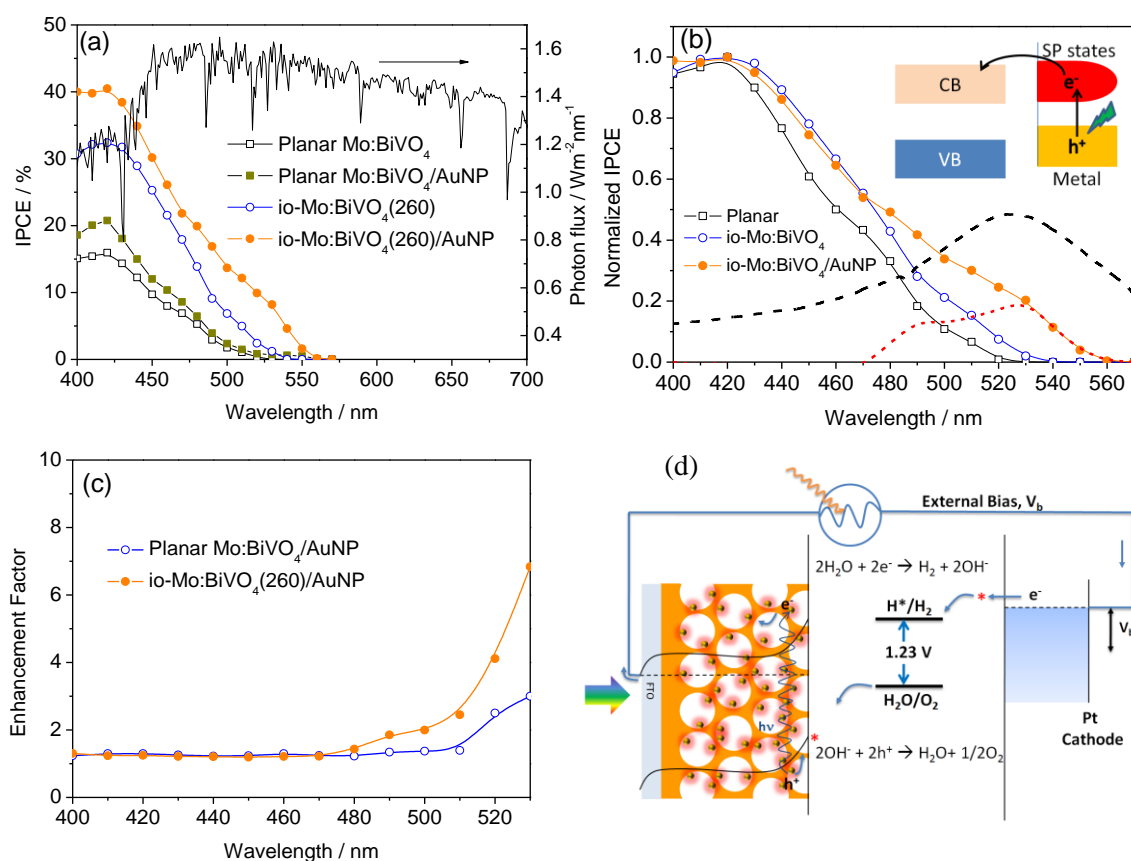 (a)
50
40
30
20
10
0
IPCE / %
400 450 500 550 600 650 700
Wavelength / nm
1.6
1.4
1.2
1.0
0.8
0.6
0.4
Photon flux / Wm⁻²nm⁻¹
Planar Mo:BiVO₄
Planar Mo:BiVO₄/AuNP
io-Mo:BiVO₄(260)
io-Mo:BiVO₄(260)/AuNP
(b)
1.0
0.8
0.6
0.4
0.2
0.0
Normalized IPCE
400 420 440 460 480 500 520 540 560
Wavelength / nm
Planar
io-Mo:BiVO₄
io-Mo:BiVO₄/AuNP
SP states
CB
e⁻
VB
h⁺
Metal
(c)
10
8
6
4
2
0
Enhancement Factor
400 420 440 460 480 500 520
Wavelength / nm
Planar Mo:BiVO₄/AuNP
io-Mo:BiVO₄(260)/AuNP
(d)
External Bias, V_b
2H₂O + 2e⁻ → H₂ + 2OH⁻
e⁻
H*/H₂
* e⁻
1.23 V
FTO
hν
H₂O/O₂
*
2OH⁻ + 2h⁺ → H₂O+ 1/2O₂
h⁺
Pt
Cathode